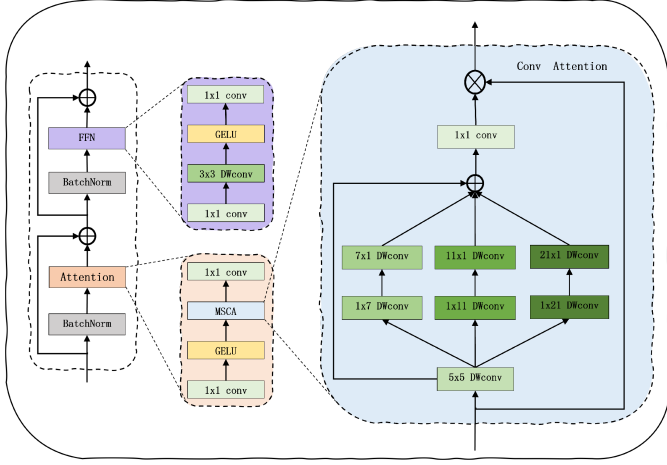 FFN
BatchNorm
Attention
BatchNorm
1x1 conv
GELU
3x3 DWconv
1x1 conv
1x1 conv
MSCA
GELU
1x1 conv
Conv Attention
1x1 conv
7x1 DWconv
11x1 DWconv
21x1 DWconv
1x7 DWconv
1x11 DWconv
1x21 DWconv
5x5 DWconv